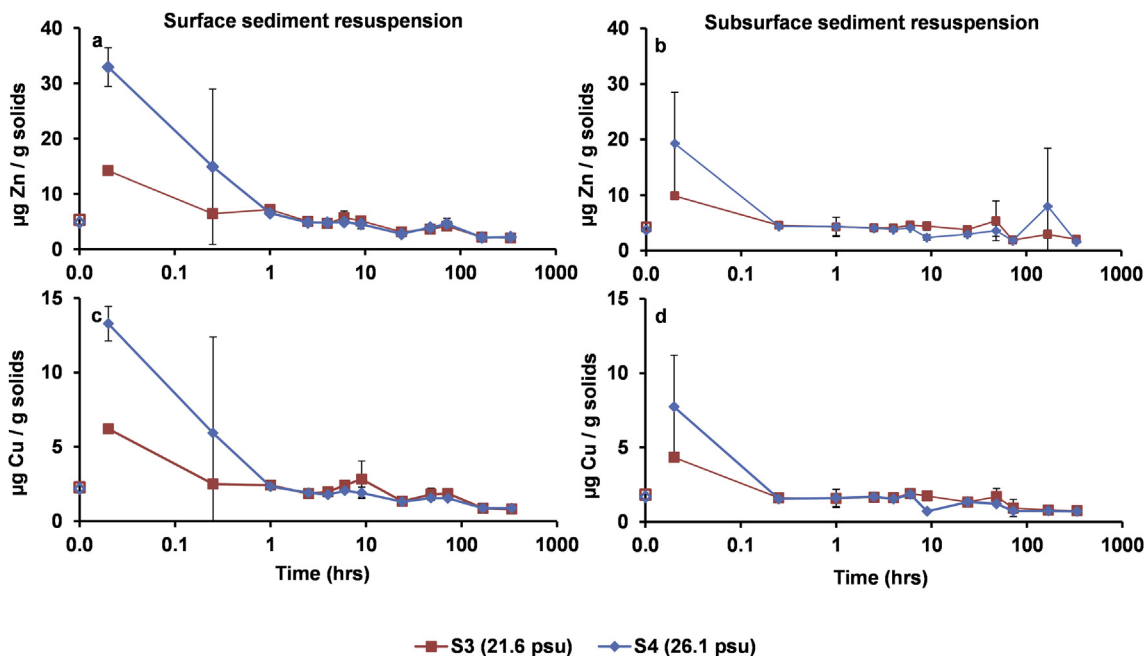 Surface sediment resuspension
Subsurface sediment resuspension
a
µg Zn / g solids
40
30
20
10
0
0.0 0.1 1 10 100 1000
b
µg Zn / g solids
40
30
20
10
0
0.0 0.1 1 10 100 1000
c
µg Cu / g solids
15
10
5
0
0.0 0.1 1 10 100 1000
Time (hrs)
d
µg Cu / g solids
15
10
5
0
0.0 0.1 1 10 100 1000
Time (hrs)
S3 (21.6 psu) S4 (26.1 psu)